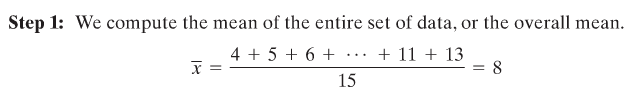 Step 1: We compute the mean of the entire set of data, or the overall mean.
x̄ = (4 + 5 + 6 + ⋯ + 11 + 13) / 15 = 8